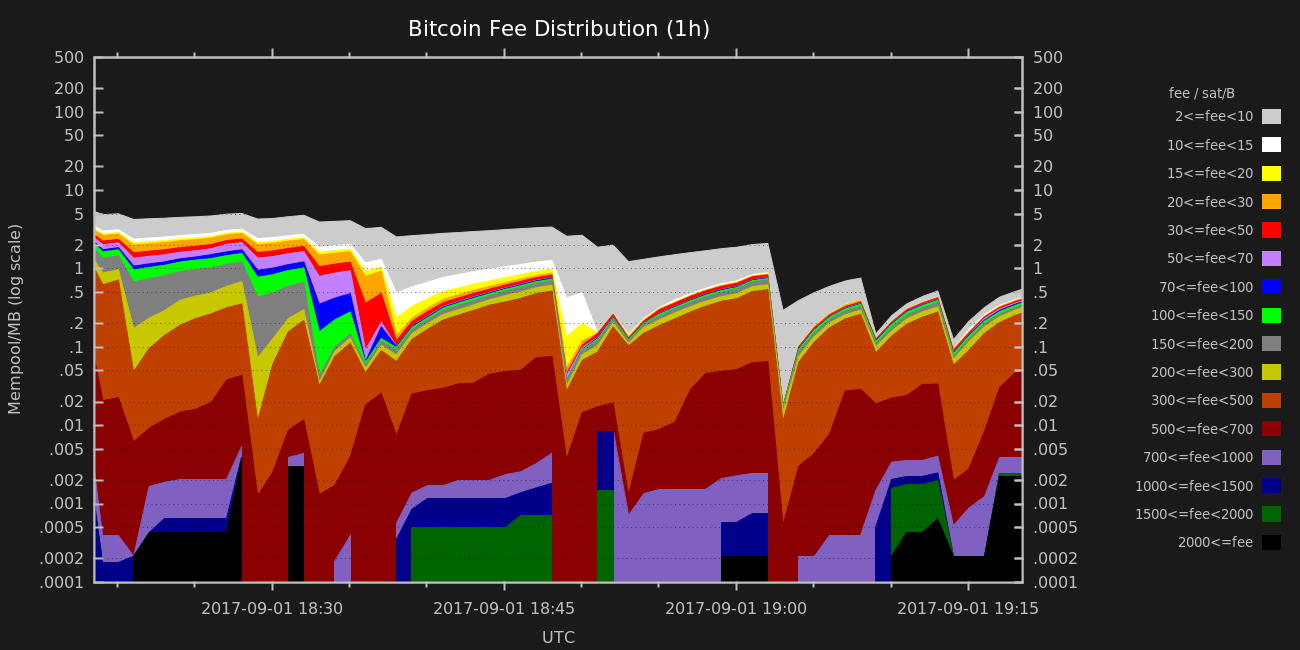 Bitcoin Fee Distribution (1h)
500 500
200 200
100 100
50 50
20 20
10 10
5 5
2 2
1 1
.5 .5
.2 .2
.1 .1
.05 .05
.02 .02
.01 .01
.005 .005
.002 .002
.001 .001
.0005 .0005
.0002 .0002
.0001 .0001
Mempool/MB (log scale)
2017-09-01 18:30 2017-09-01 18:45 2017-09-01 19:00 2017-09-01 19:15
UTC
fee / sat/B
2<=fee<10
10<=fee<15
15<=fee<20
20<=fee<30
30<=fee<50
50<=fee<70
70<=fee<100
100<=fee<150
150<=fee<200
200<=fee<300
300<=fee<500
500<=fee<700
700<=fee<1000
1000<=fee<1500
1500<=fee<2000
2000<=fee